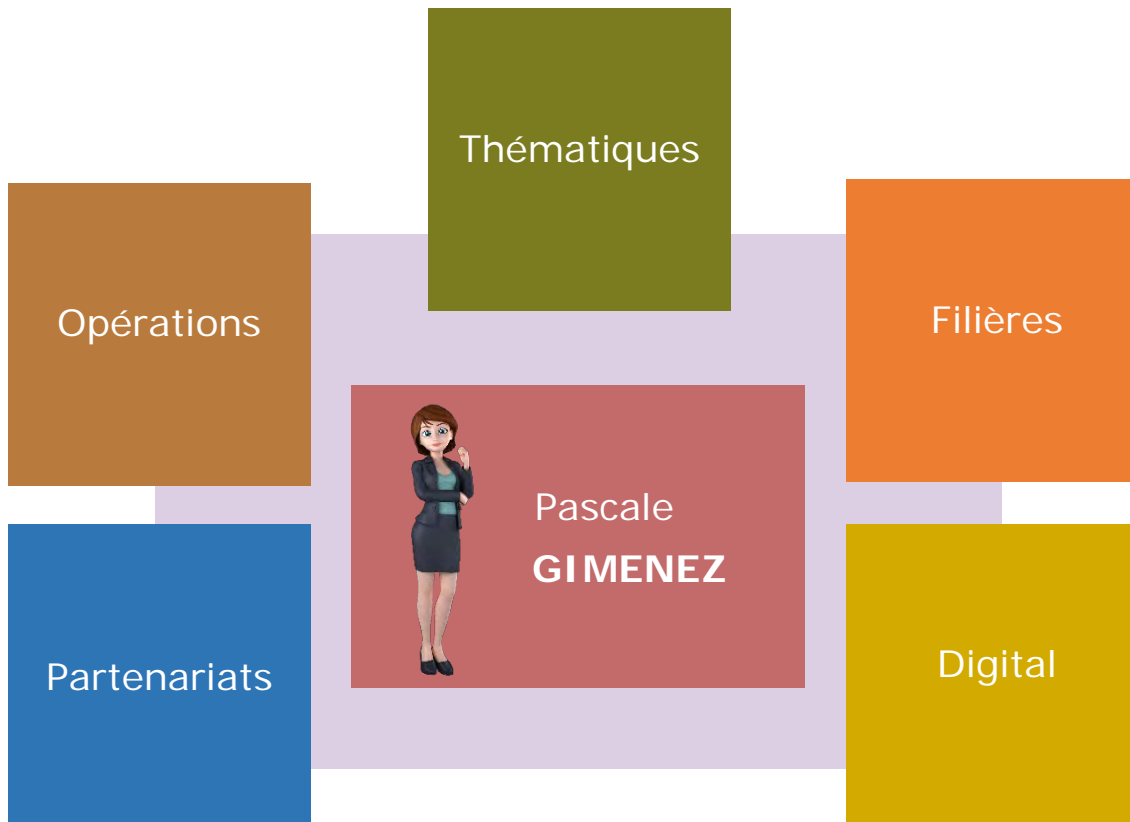 Thématiques
Opérations
Filières
Pascale
GIMENEZ
Partenariats
Digital